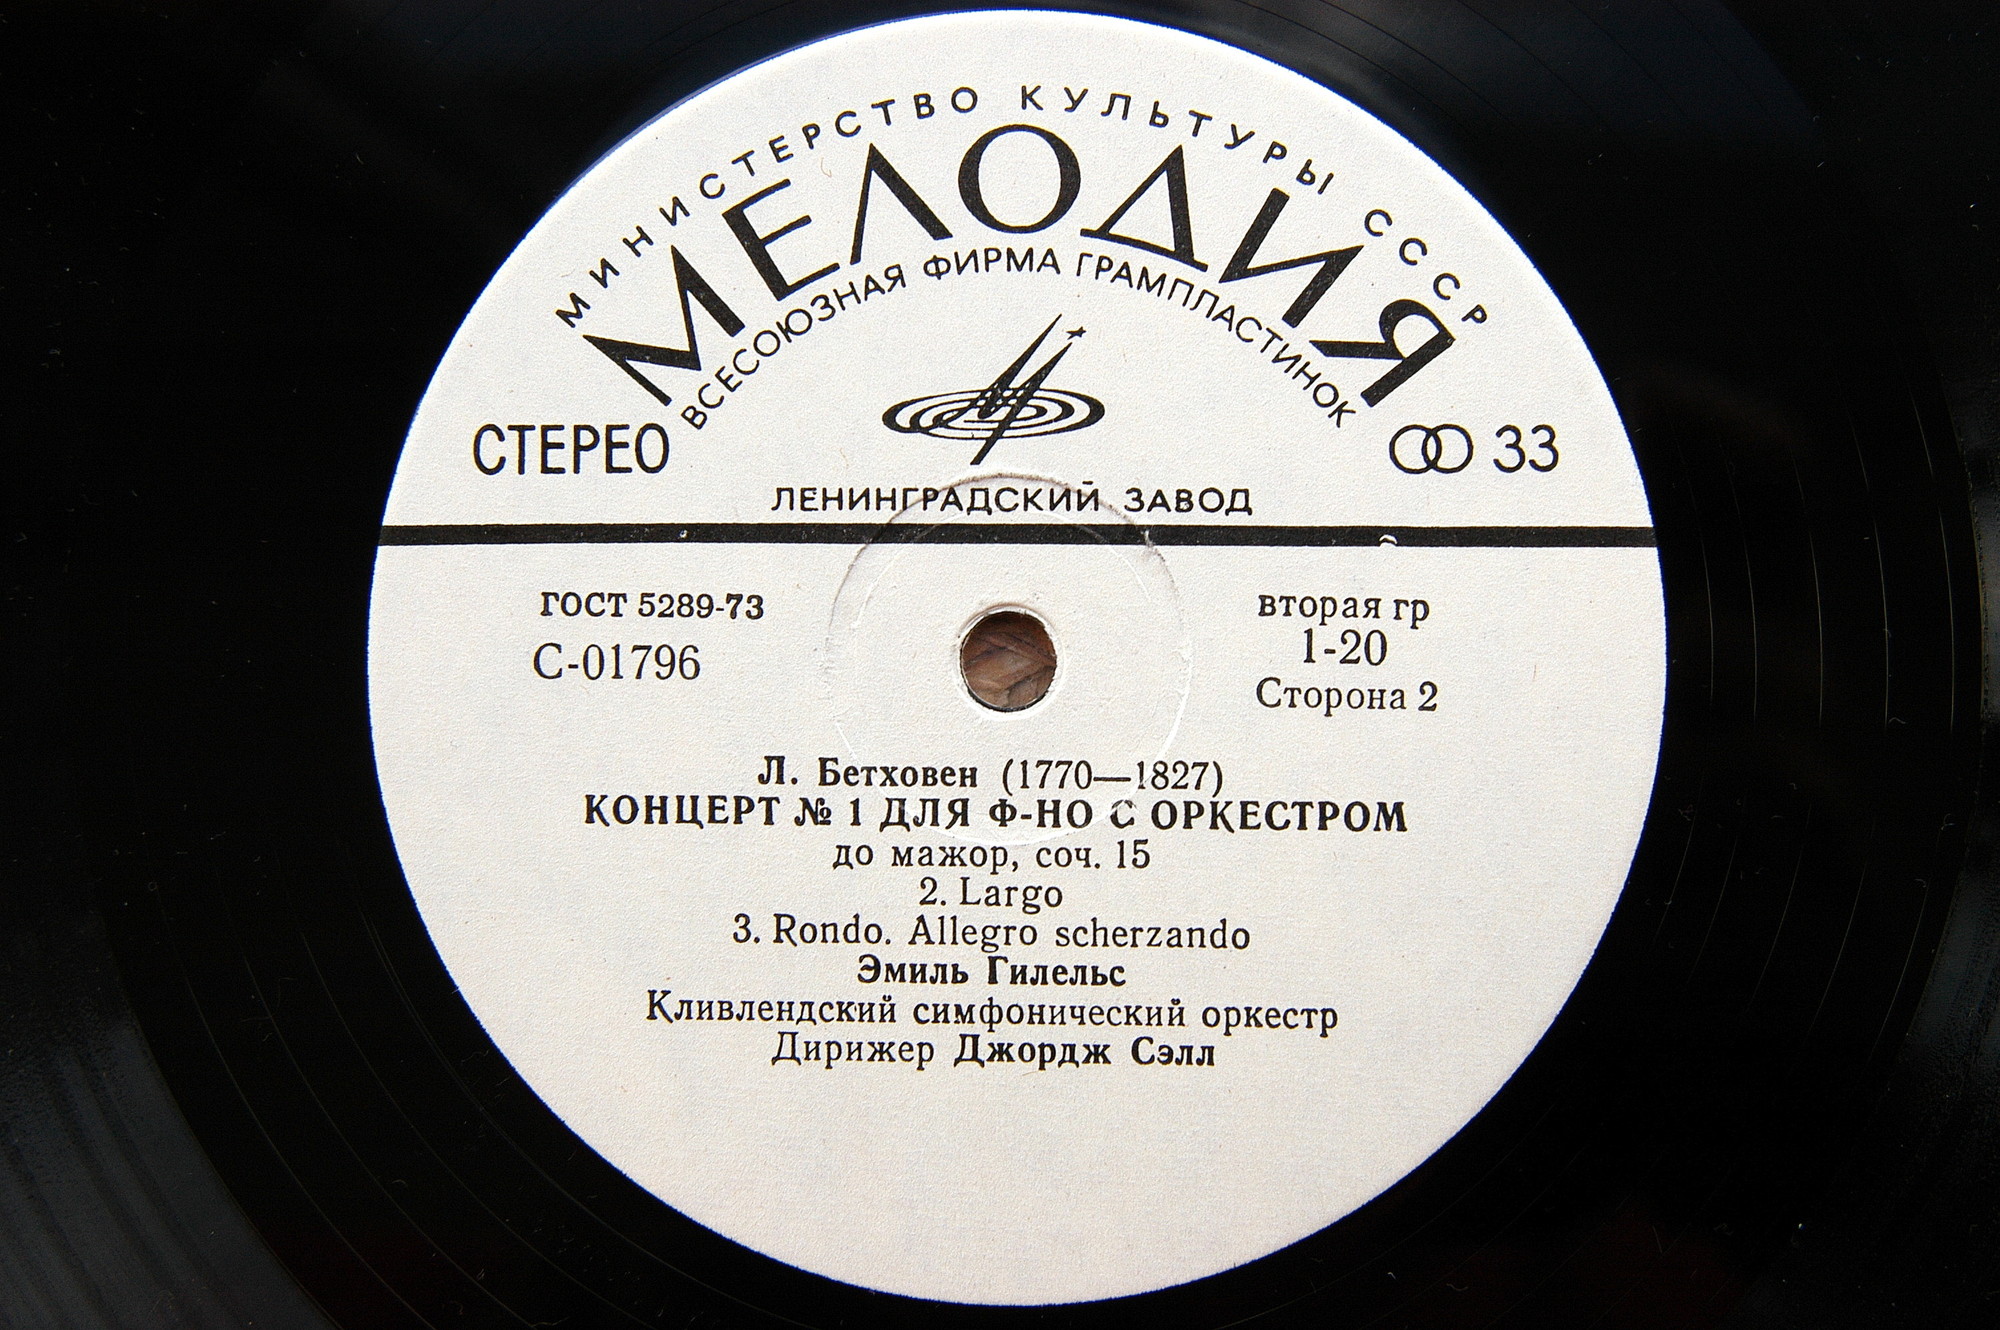 МИНИСТЕРСТВО КУЛЬТУРЫ СССР
МЕЛОДИЯ
ВСЕСОЮЗНАЯ ФИРМА ГРАМПЛАСТИНОК
СТЕРЕО
33
ЛЕНИНГРАДСКИЙ ЗАВОД
ГОСТ 5289-73
С-01796
вторая гр
1-20
Сторона 2
Л. Бетховен (1770—1827)
КОНЦЕРТ № 1 ДЛЯ Ф-НО С ОРКЕСТРОМ
до мажор, соч. 15
2. Largo
3. Rondo. Allegro scherzando
Эмиль Гилельс
Кливлендский симфонический оркестр
Дирижер Джордж Сэлл